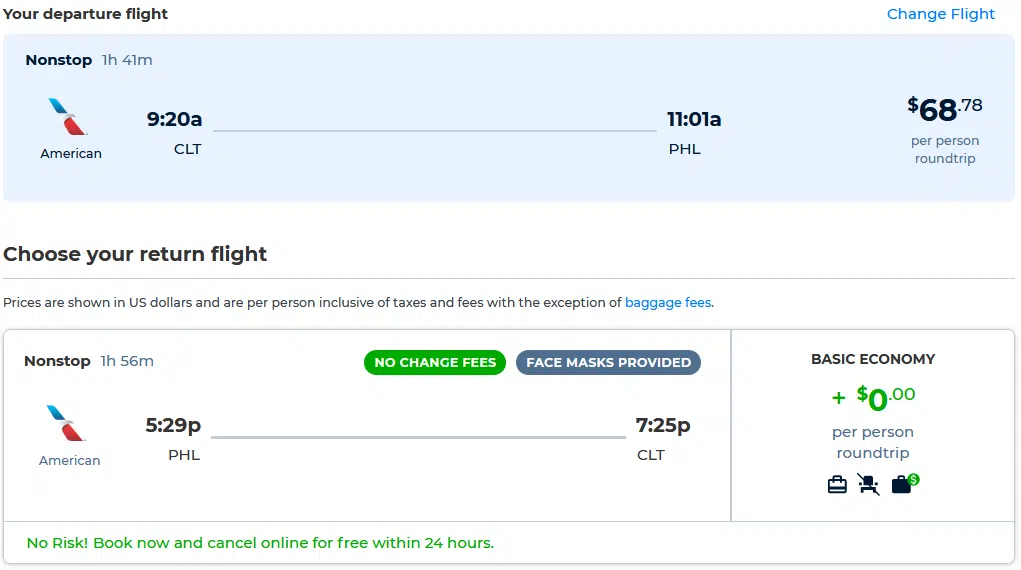 Your departure flight Change Flight
Nonstop 1h 41m
9:20a 11:01a $68.78
American CLT PHL per person
roundtrip
Choose your return flight
Prices are shown in US dollars and are per person inclusive of taxes and fees with the exception of baggage fees.
Nonstop 1h 56m NO CHANGE FEES FACE MASKS PROVIDED BASIC ECONOMY
+ $0.00
5:29p 7:25p per person
American PHL CLT roundtrip
$
No Risk! Book now and cancel online for free within 24 hours.